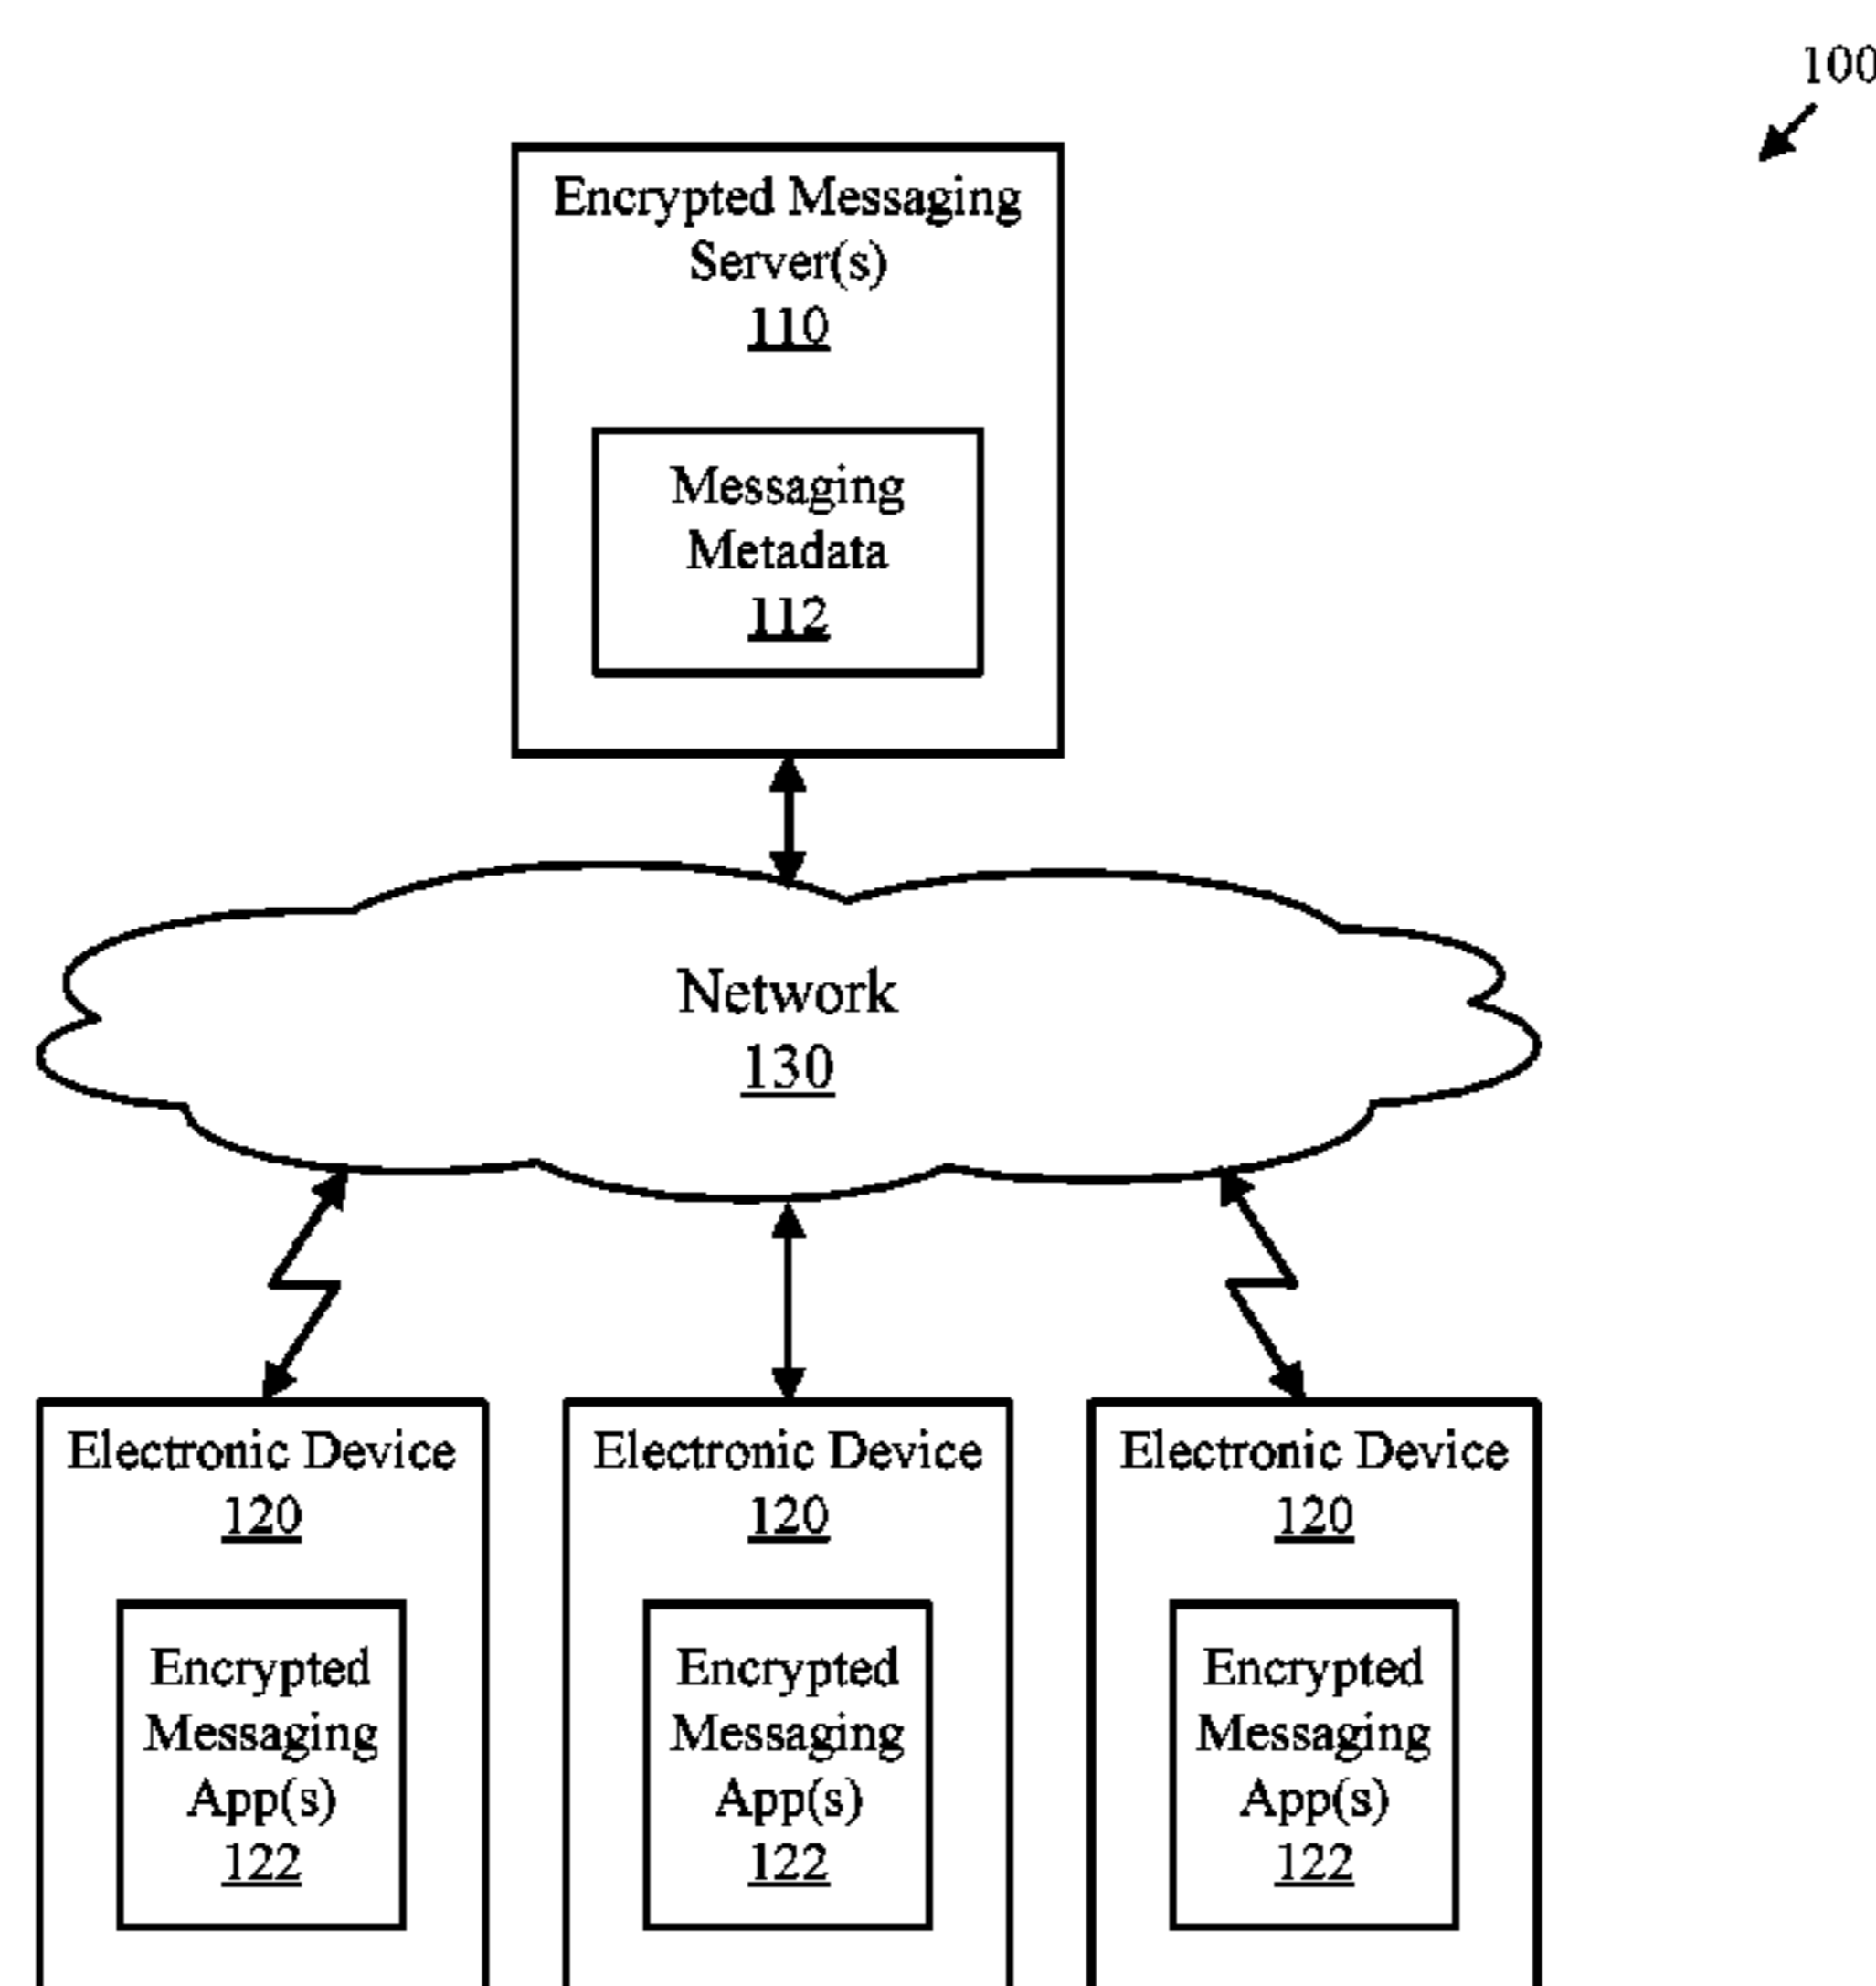 100
Encrypted Messaging
Server(s)
110
Messaging
Metadata
112
Network
130
Electronic Device
120
Encrypted
Messaging
App(s)
122
Electronic Device
120
Encrypted
Messaging
App(s)
122
Electronic Device
120
Encrypted
Messaging
App(s)
122